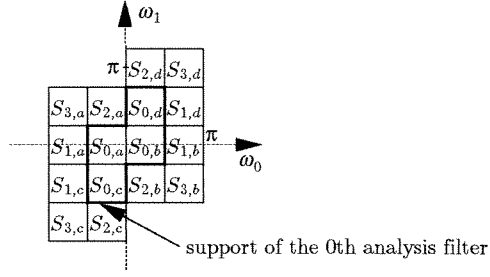 ω₁
π S₂,d S₃,d
S₃,a S₂,a S₀,d S₁,d
π
S₁,a S₀,a S₀,b S₁,b
ω₀
S₁,c S₀,c S₂,b S₃,b
S₃,c S₂,c
support of the 0th analysis filter